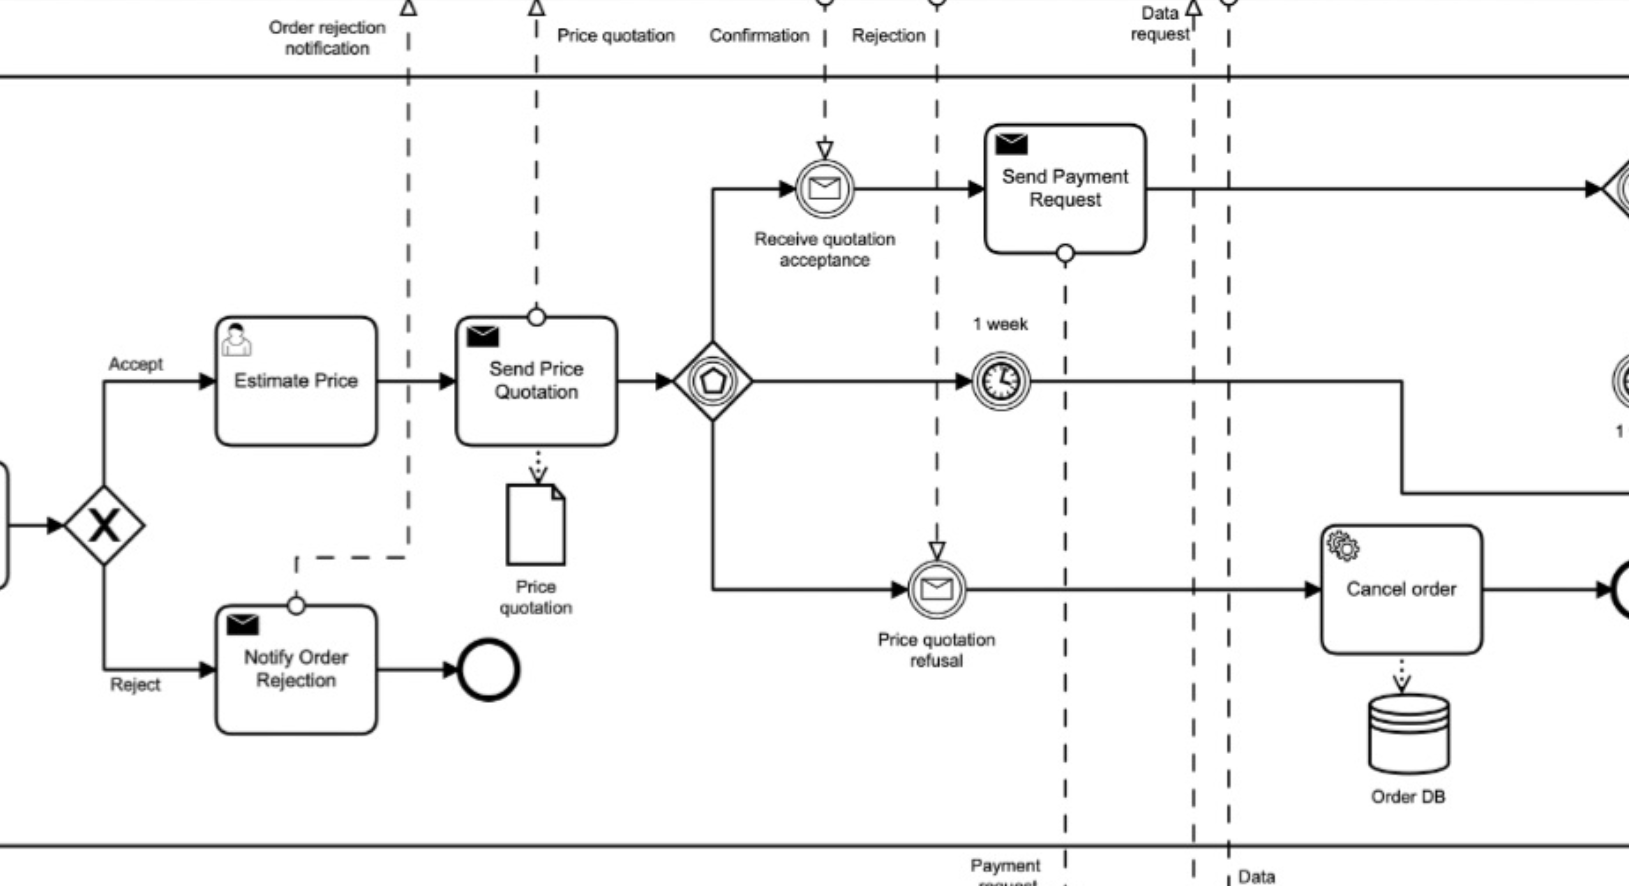 Order rejection
notification
Price quotation
Confirmation
Rejection
Data
request
Send Payment
Request
Receive quotation
acceptance
1 week
Accept
Estimate Price
Send Price
Quotation
1
X
Price
quotation
Cancel order
Notify Order
Rejection
Reject
Price quotation
refusal
Order DB
Payment
request
Data